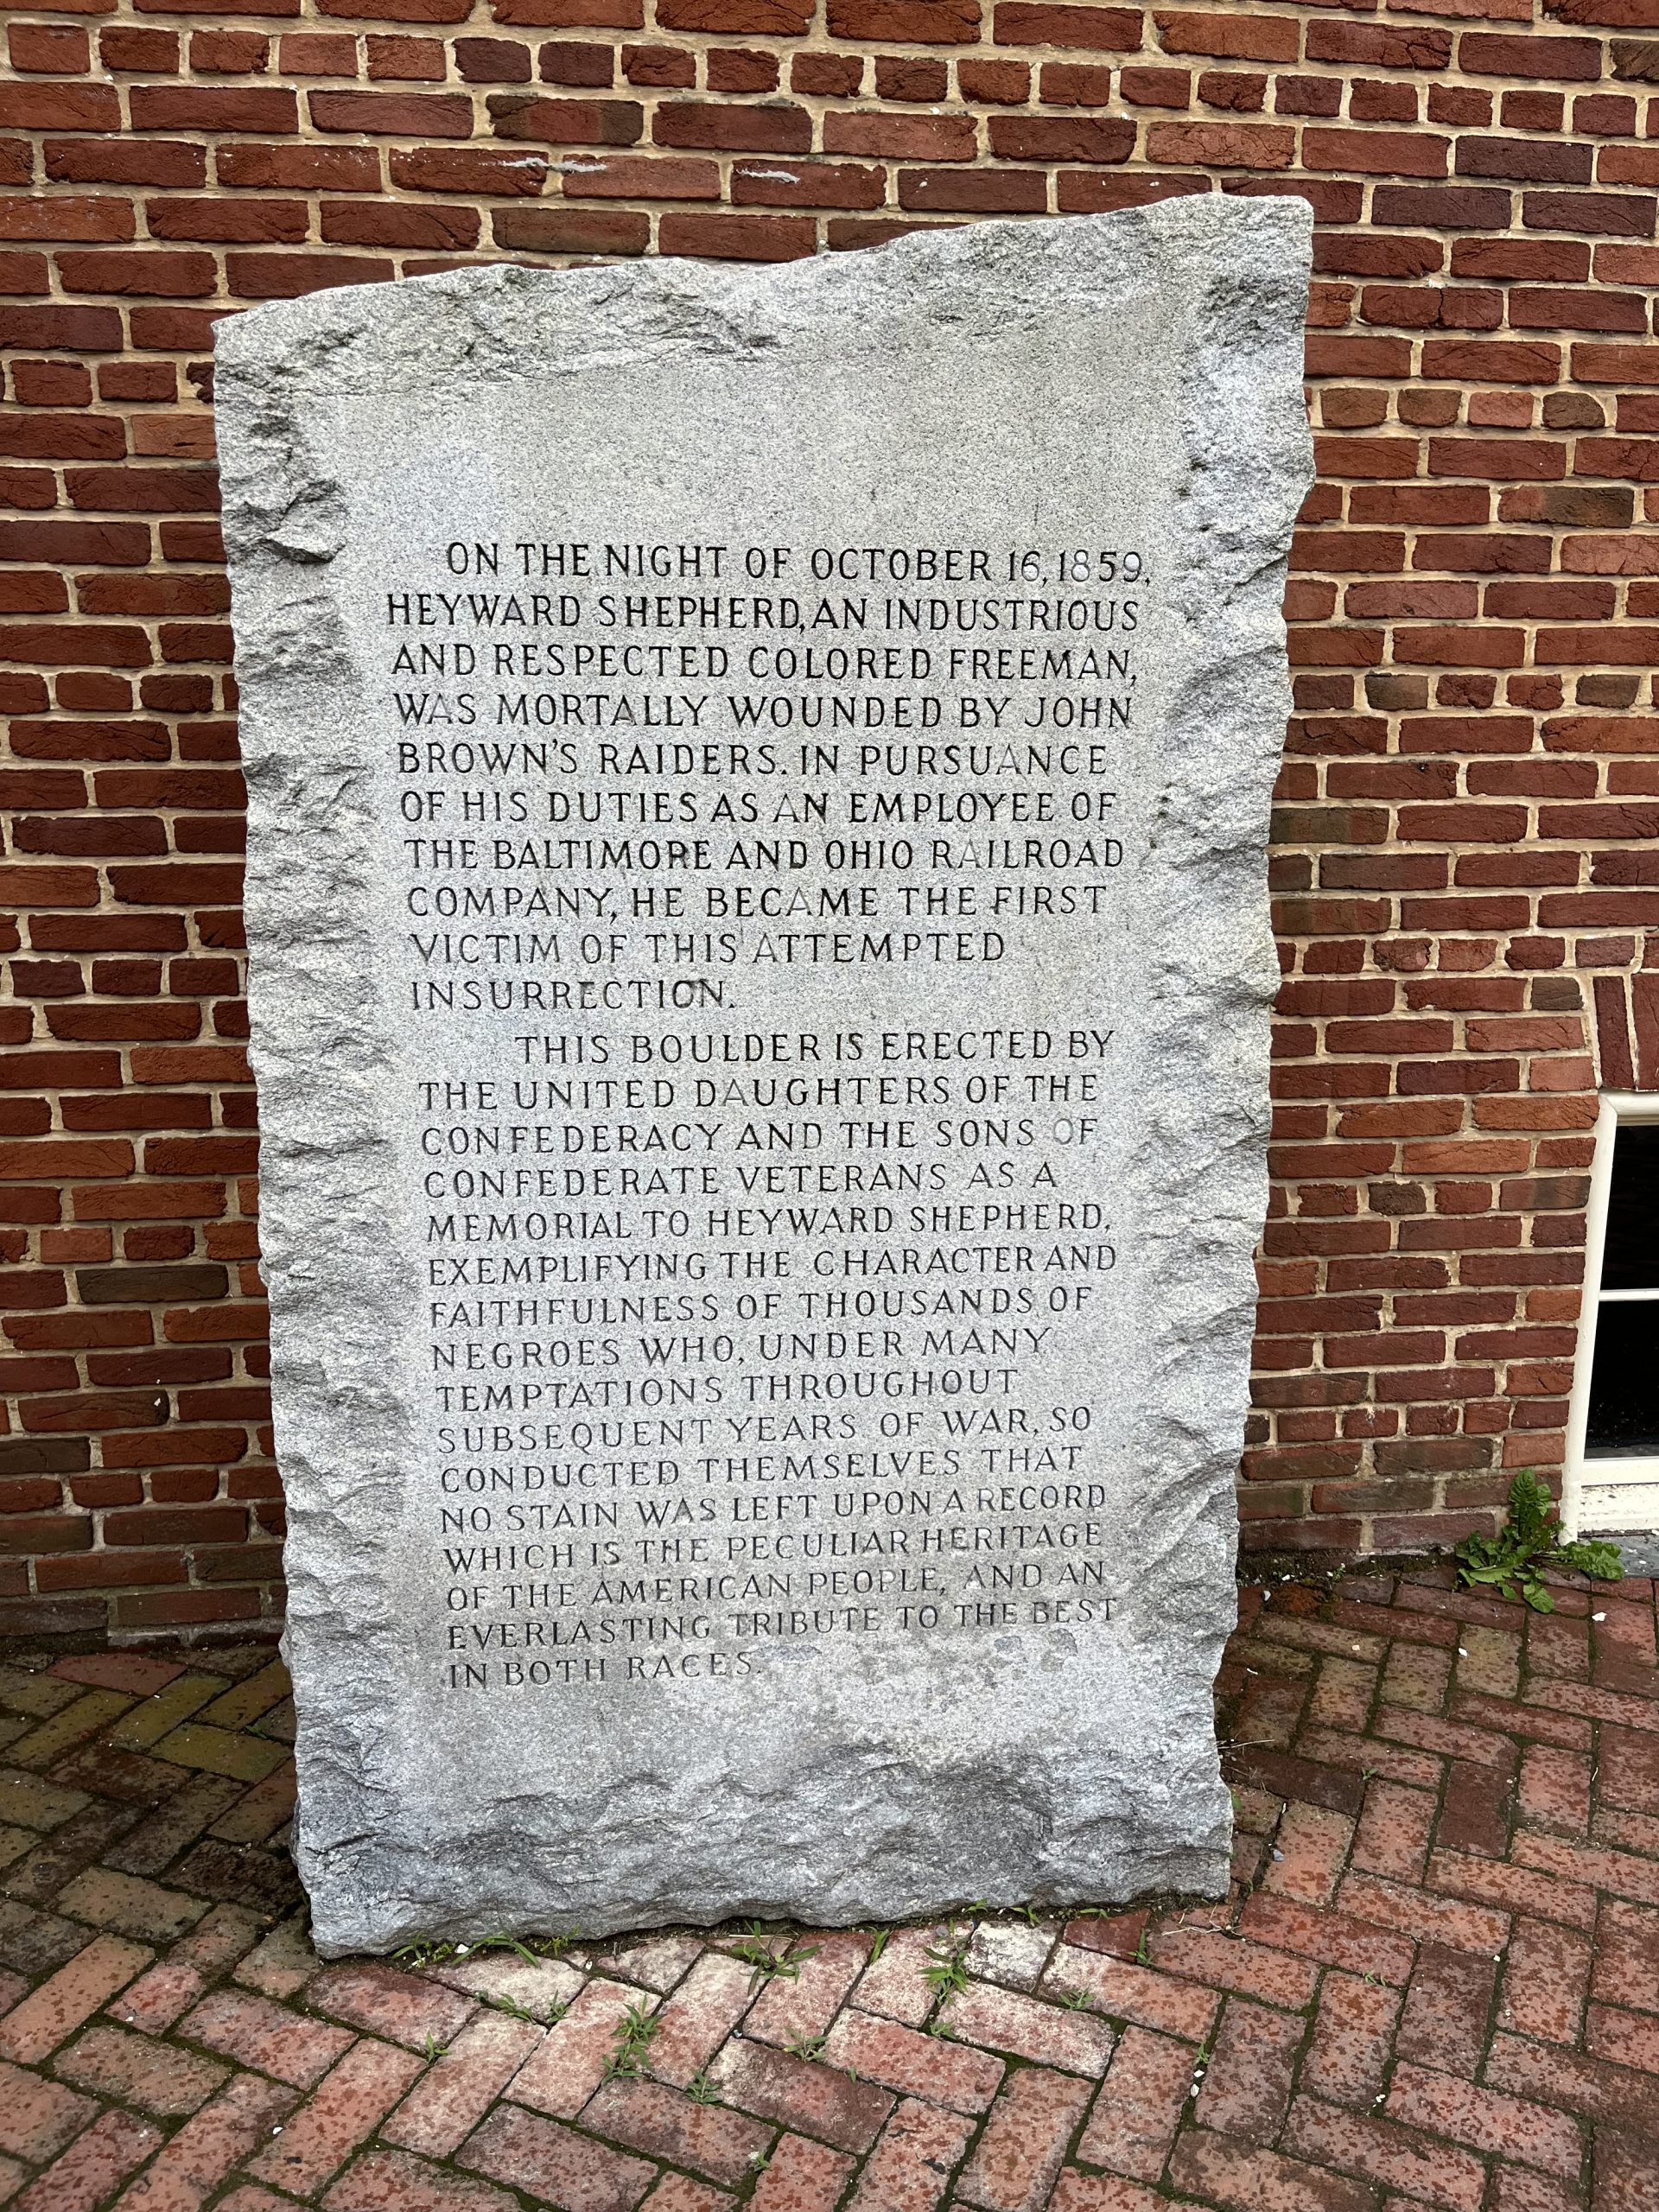 ON THE NIGHT OF OCTOBER 16, 1859,
HEYWARD SHEPHERD, AN INDUSTRIOUS
AND RESPECTED COLORED FREEMAN,
WAS MORTALLY WOUNDED BY JOHN
BROWN'S RAIDERS. IN PURSUANCE
OF HIS DUTIES AS AN EMPLOYEE OF
THE BALTIMORE AND OHIO RAILROAD
COMPANY, HE BECAME THE FIRST
VICTIM OF THIS ATTEMPTED
INSURRECTION.
THIS BOULDER IS ERECTED BY
THE UNITED DAUGHTERS OF THE
CONFEDERACY AND THE SONS OF
CONFEDERATE VETERANS AS A
MEMORIAL TO HEYWARD SHEPHERD,
EXEMPLIFYING THE CHARACTER AND
FAITHFULNESS OF THOUSANDS OF
NEGROES WHO, UNDER MANY
TEMPTATIONS THROUGHOUT
SUBSEQUENT YEARS OF WAR, SO
CONDUCTED THEMSELVES THAT
NO STAIN WAS LEFT UPON A RECORD
WHICH IS THE PECULIAR HERITAGE
OF THE AMERICAN PEOPLE, AND AN
EVERLASTING TRIBUTE TO THE BEST
IN BOTH RACES.